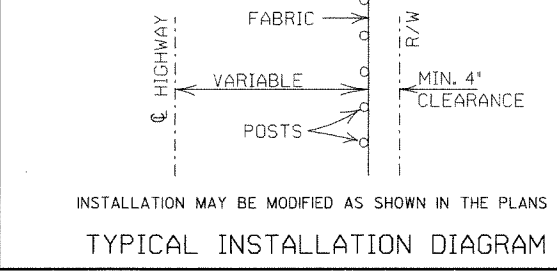 FABRIC
R/W
℄ HIGHWAY
VARIABLE
MIN. 4"
CLEARANCE
POSTS
INSTALLATION MAY BE MODIFIED AS SHOWN IN THE PLANS
TYPICAL INSTALLATION DIAGRAM